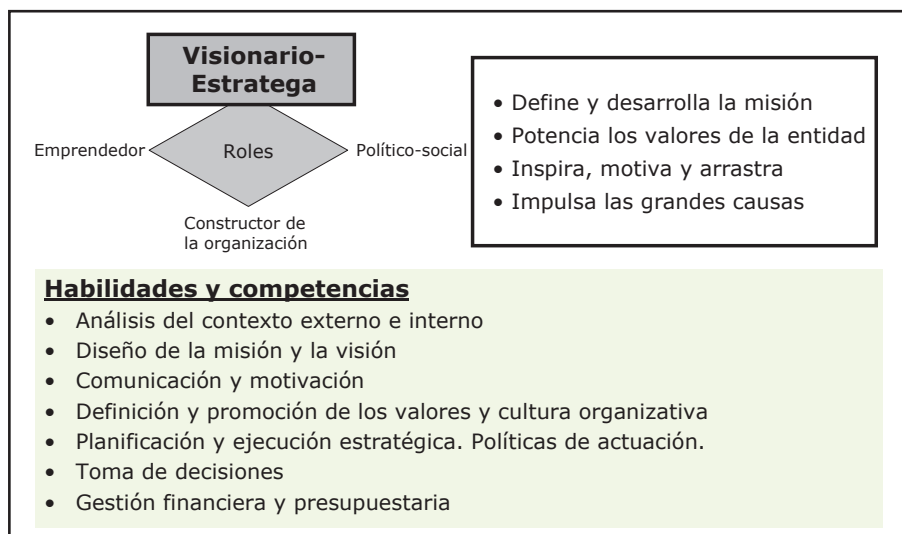 Visionario-
Estratega
Emprendedor
Roles
Político-social
Constructor de
la organización
• Define y desarrolla la misión
• Potencia los valores de la entidad
• Inspira, motiva y arrastra
• Impulsa las grandes causas
Habilidades y competencias
• Análisis del contexto externo e interno
• Diseño de la misión y la visión
• Comunicación y motivación
• Definición y promoción de los valores y cultura organizativa
• Planificación y ejecución estratégica. Políticas de actuación.
• Toma de decisiones
• Gestión financiera y presupuestaria